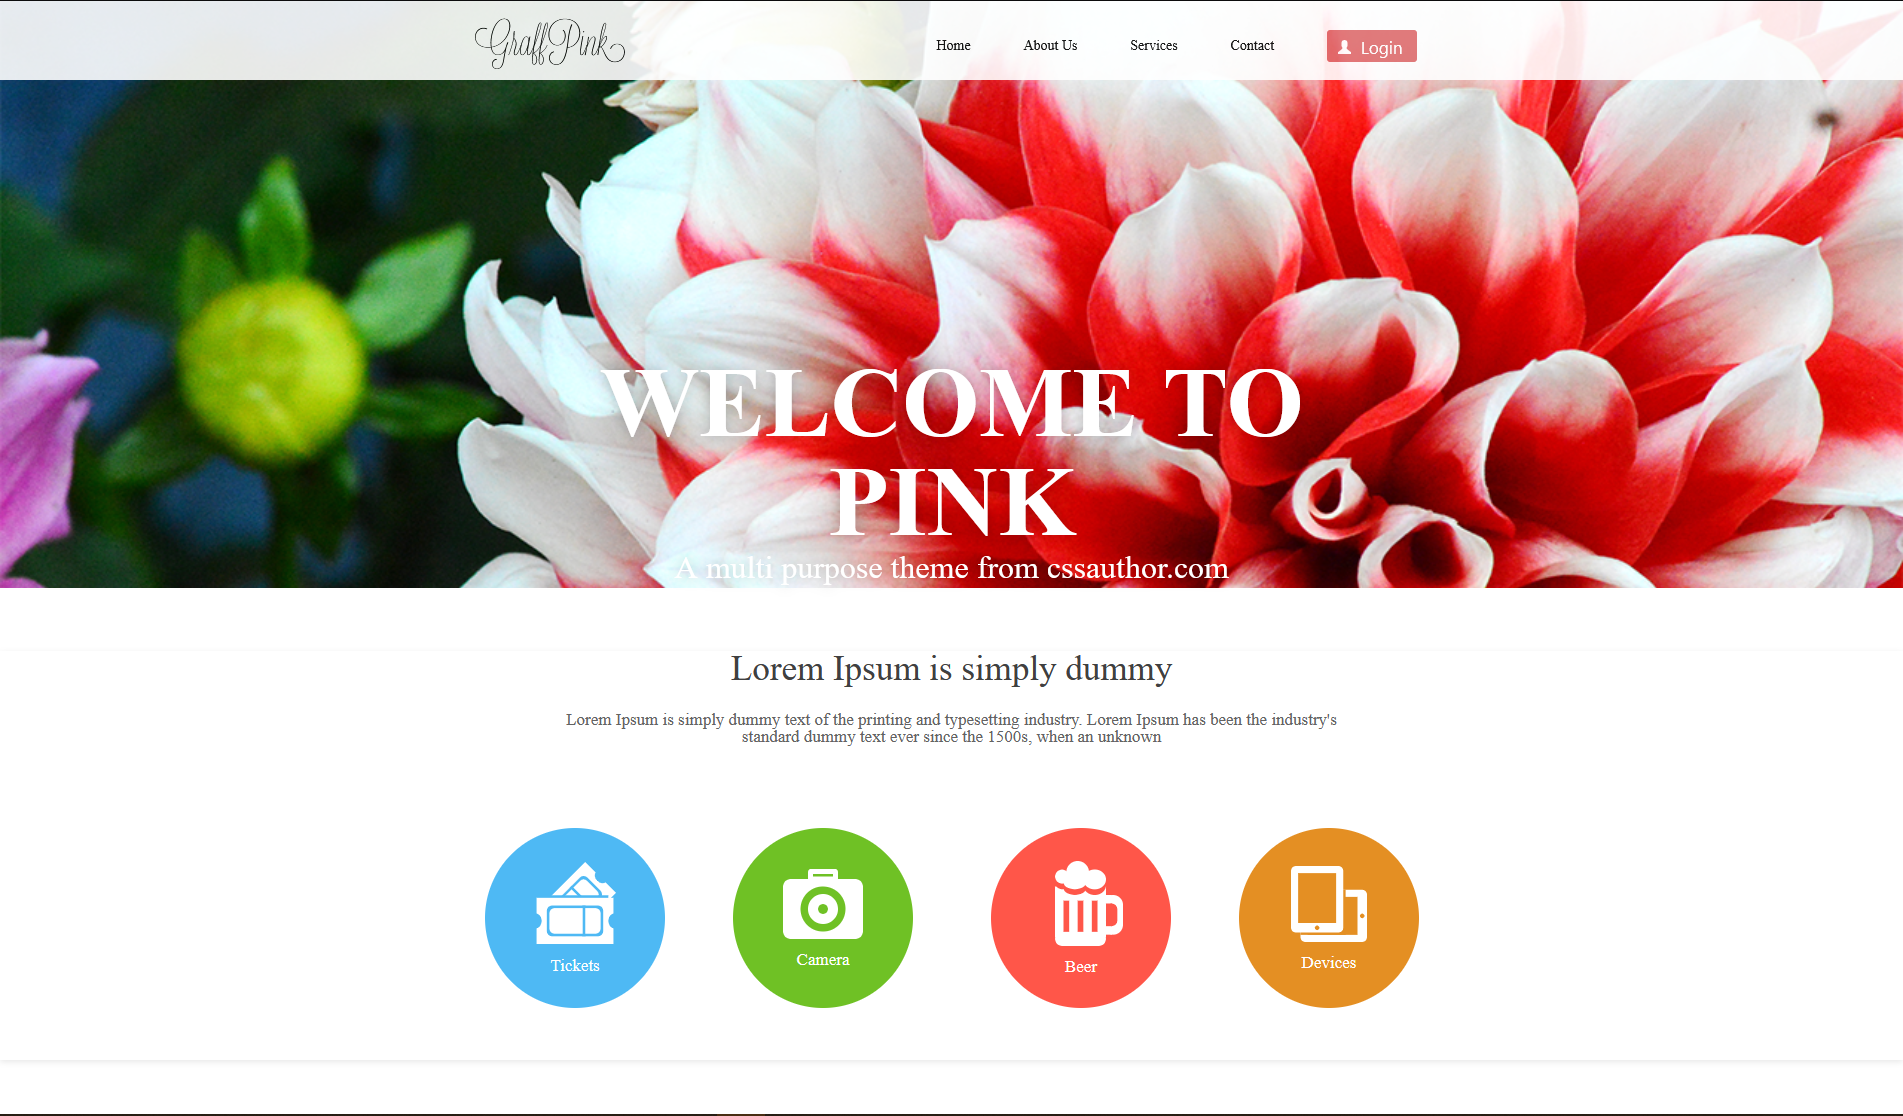 Graff Pink
Home
About Us
Services
Contact
Login
WELCOME TO
PINK
A multi purpose theme from cssauthor.com
Lorem Ipsum is simply dummy
Lorem Ipsum is simply dummy text of the printing and typesetting industry. Lorem Ipsum has been the industry's
standard dummy text ever since the 1500s, when an unknown
Tickets
Camera
Beer
Devices